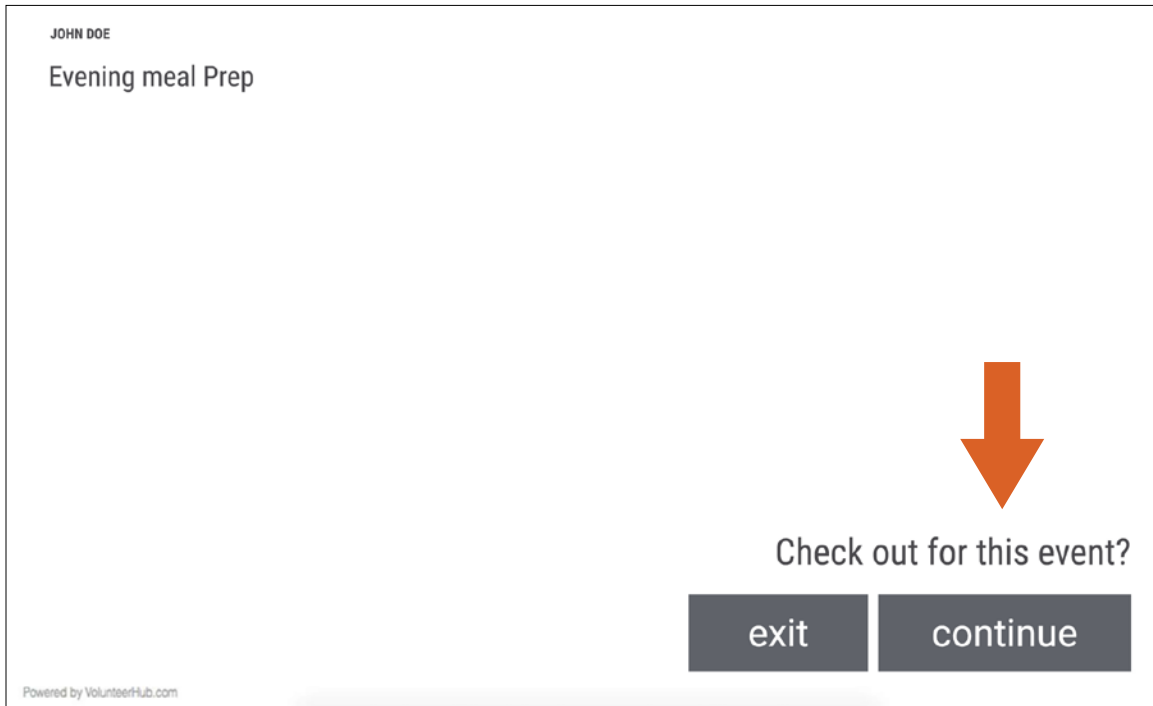 JOHN DOE
Evening meal Prep
Check out for this event?
exit continue
Powered by VolunteerHub.com